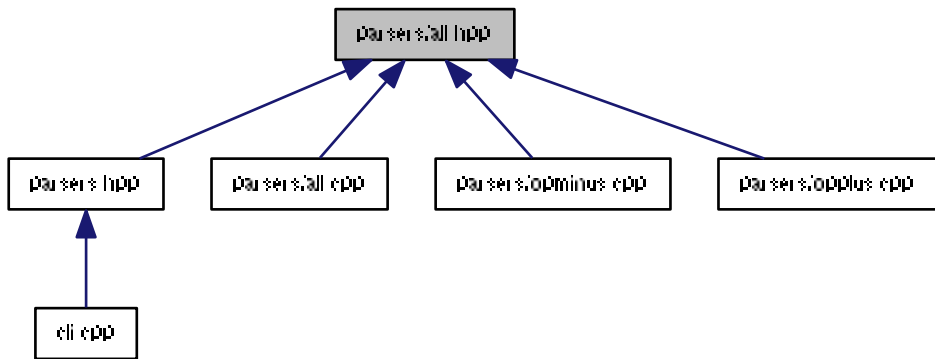 parsers/all.hpp
parsers.hpp
parsers/all.cpp
parsers/opminus.cpp
parsers/opplus.cpp
cli.cpp